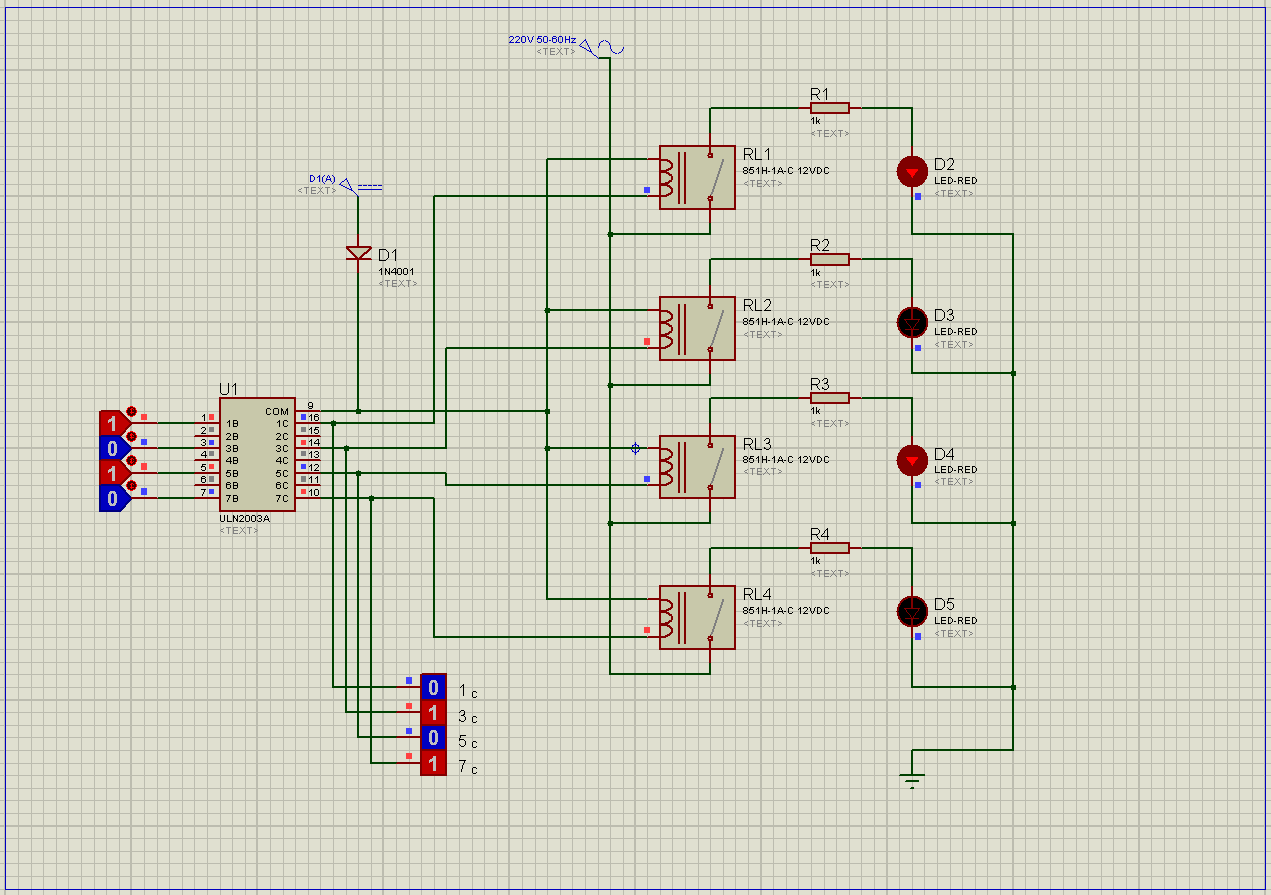 220V 50-60Hz
<TEXT>
R1
1k
<TEXT>
RL1
851H-1A-C 12VDC
<TEXT>
D2
LED-RED
<TEXT>
D1(A)
<TEXT>
D1
1N4001
<TEXT>
R2
1k
<TEXT>
RL2
851H-1A-C 12VDC
<TEXT>
D3
LED-RED
<TEXT>
R3
1k
<TEXT>
RL3
851H-1A-C 12VDC
<TEXT>
D4
LED-RED
<TEXT>
U1
1
0
1
0
1 1B
2 2B
3 3B
4 4B
5 5B
6 6B
7 7B
COM 9
1C 16
2C 15
3C 14
4C 13
5C 12
6C 11
7C 10
ULN2003A
<TEXT>
R4
1k
<TEXT>
RL4
851H-1A-C 12VDC
<TEXT>
D5
LED-RED
<TEXT>
0 1 C
1 3 C
0 5 C
1 7 C